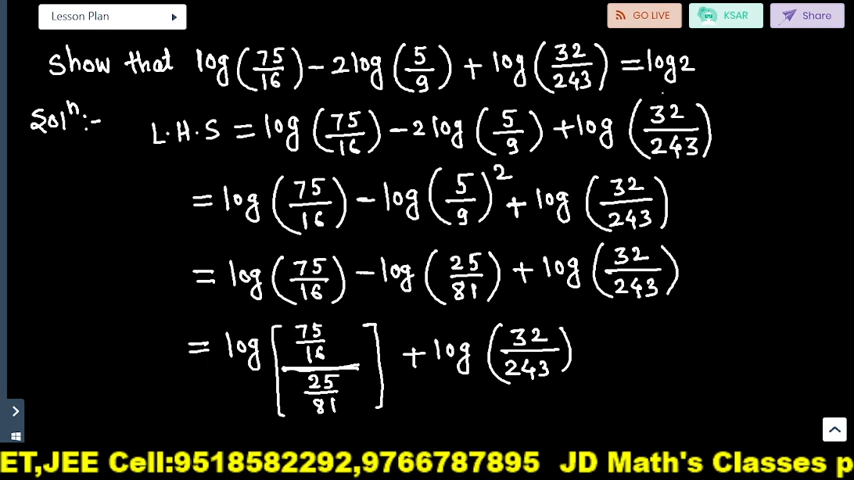 Lesson Plan
GO LIVE
KSAR
Share
Show that log(75/16) - 2log(5/9) + log(32/243) = log2
Solⁿ:- L.H.S = log(75/16) - 2log(5/9) + log(32/243)
= log(75/16) - log(5/9)² + log(32/243)
= log(75/16) - log(25/81) + log(32/243)
= log[(75/16)/(25/81)] + log(32/243)
ET,JEE Cell:9518582292,9766787895 JD Math's Classes p